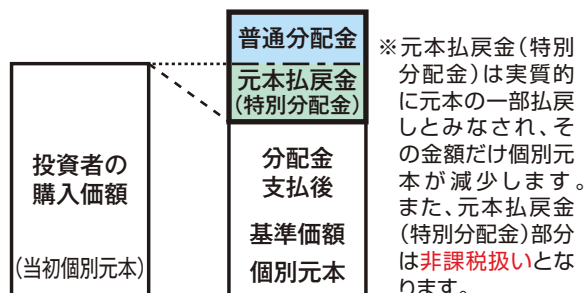 普通分配金
元本払戻金
(特別分配金)
投資者の
購入価額
(当初個別元本)
分配金
支払後
基準価額
個別元本
※元本払戻金(特別
分配金)は実質的
に元本の一部払戻
しとみなされ、そ
の金額だけ個別元
本が減少します。
また、元本払戻金
(特別分配金)部分
は非課税扱いとな
ります。